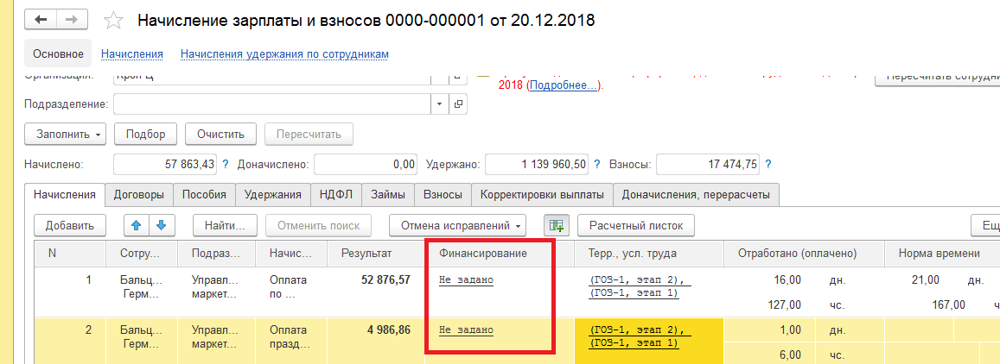 Начисление зарплаты и взносов 0000-000001 от 20.12.2018
Основное Начисления Начисления удержания по сотрудникам
2018 (Подробнее...).
Подразделение:
Заполнить Подбор Очистить Пересчитать
Начислено: 57 863,43 ? Доначислено: 0,00 Удержано: 1 139 960,50 ? Взносы: 17 474,75 ?
Начисления Договоры Пособия Удержания НДФЛ Займы Взносы Корректировки выплаты Доначисления, перерасчеты
Добавить Найти... Отменить поиск Отмена исправлений Расчетный листок Ещ
N Сотру... Подраз... Начис... Результат Финансирование Терр., усл. труда Отработано (оплачено) Норма времени
1 Бальц... Управл... Оплата 52 876,57 Не задано (ГОЗ-1, этап 2), 16,00 дн. 21,00 дн.
Герм... маркет... по ... (ГОЗ-1, этап 1) 127,00 чс. 167,00 чс
2 Бальц... Управл... Оплата 4 986,86 Не задано (ГОЗ-1, этап 2), 1,00 дн.
Герм... маркет... празд... (ГОЗ-1, этап 1) 6,00 чс.